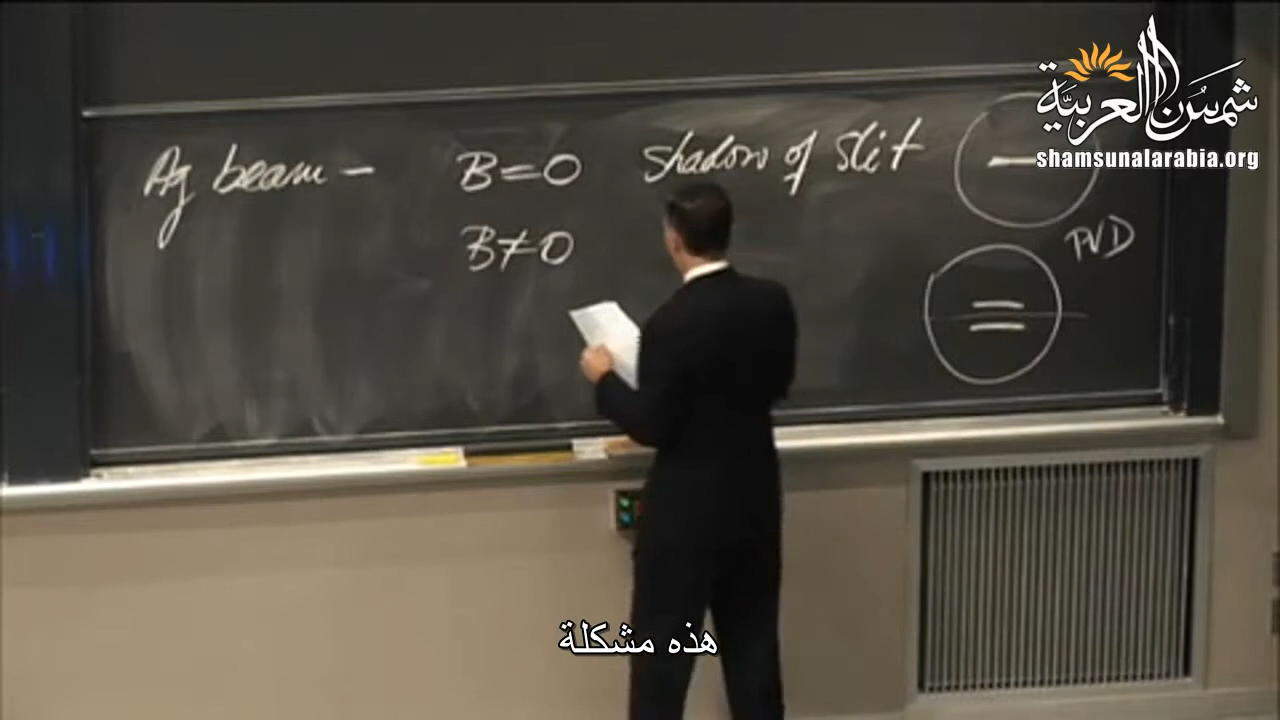 شمس العربية
shamsunalarabia.org
Ag beam – B=0 shadow of slit
B≠0
PVD
هذه مشكلة